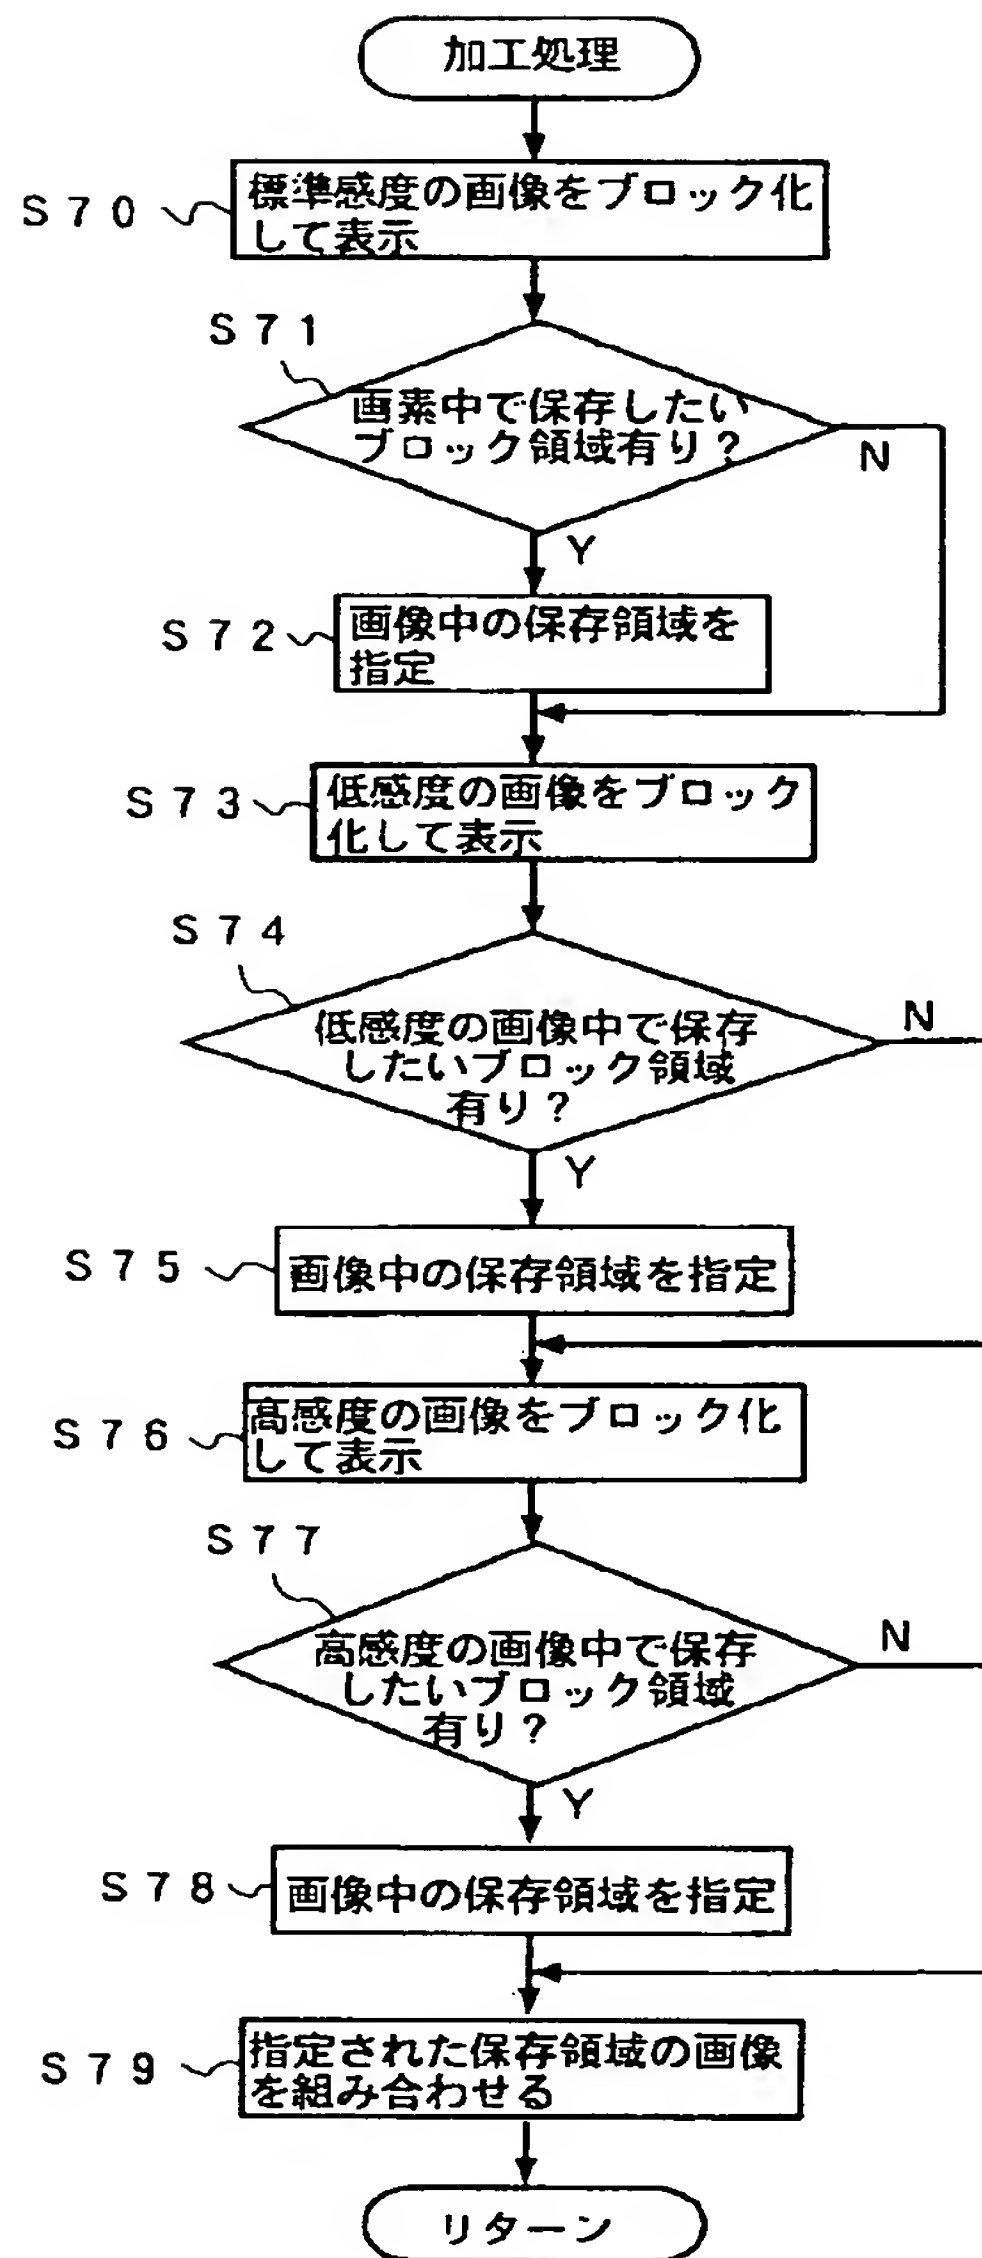 加工処理
S70
標準感度の画像をブロック化
して表示
S71
画素中で保存したい
ブロック領域有り?
N
Y
S72
画像中の保存領域を
指定
S73
低感度の画像をブロック
化して表示
S74
低感度の画像中で保存
したいブロック領域
有り?
N
Y
S75
画像中の保存領域を指定
S76
高感度の画像をブロック化
して表示
S77
高感度の画像中で保存
したいブロック領域
有り?
N
Y
S78
画像中の保存領域を指定
S79
指定された保存領域の画像
を組み合わせる
リターン